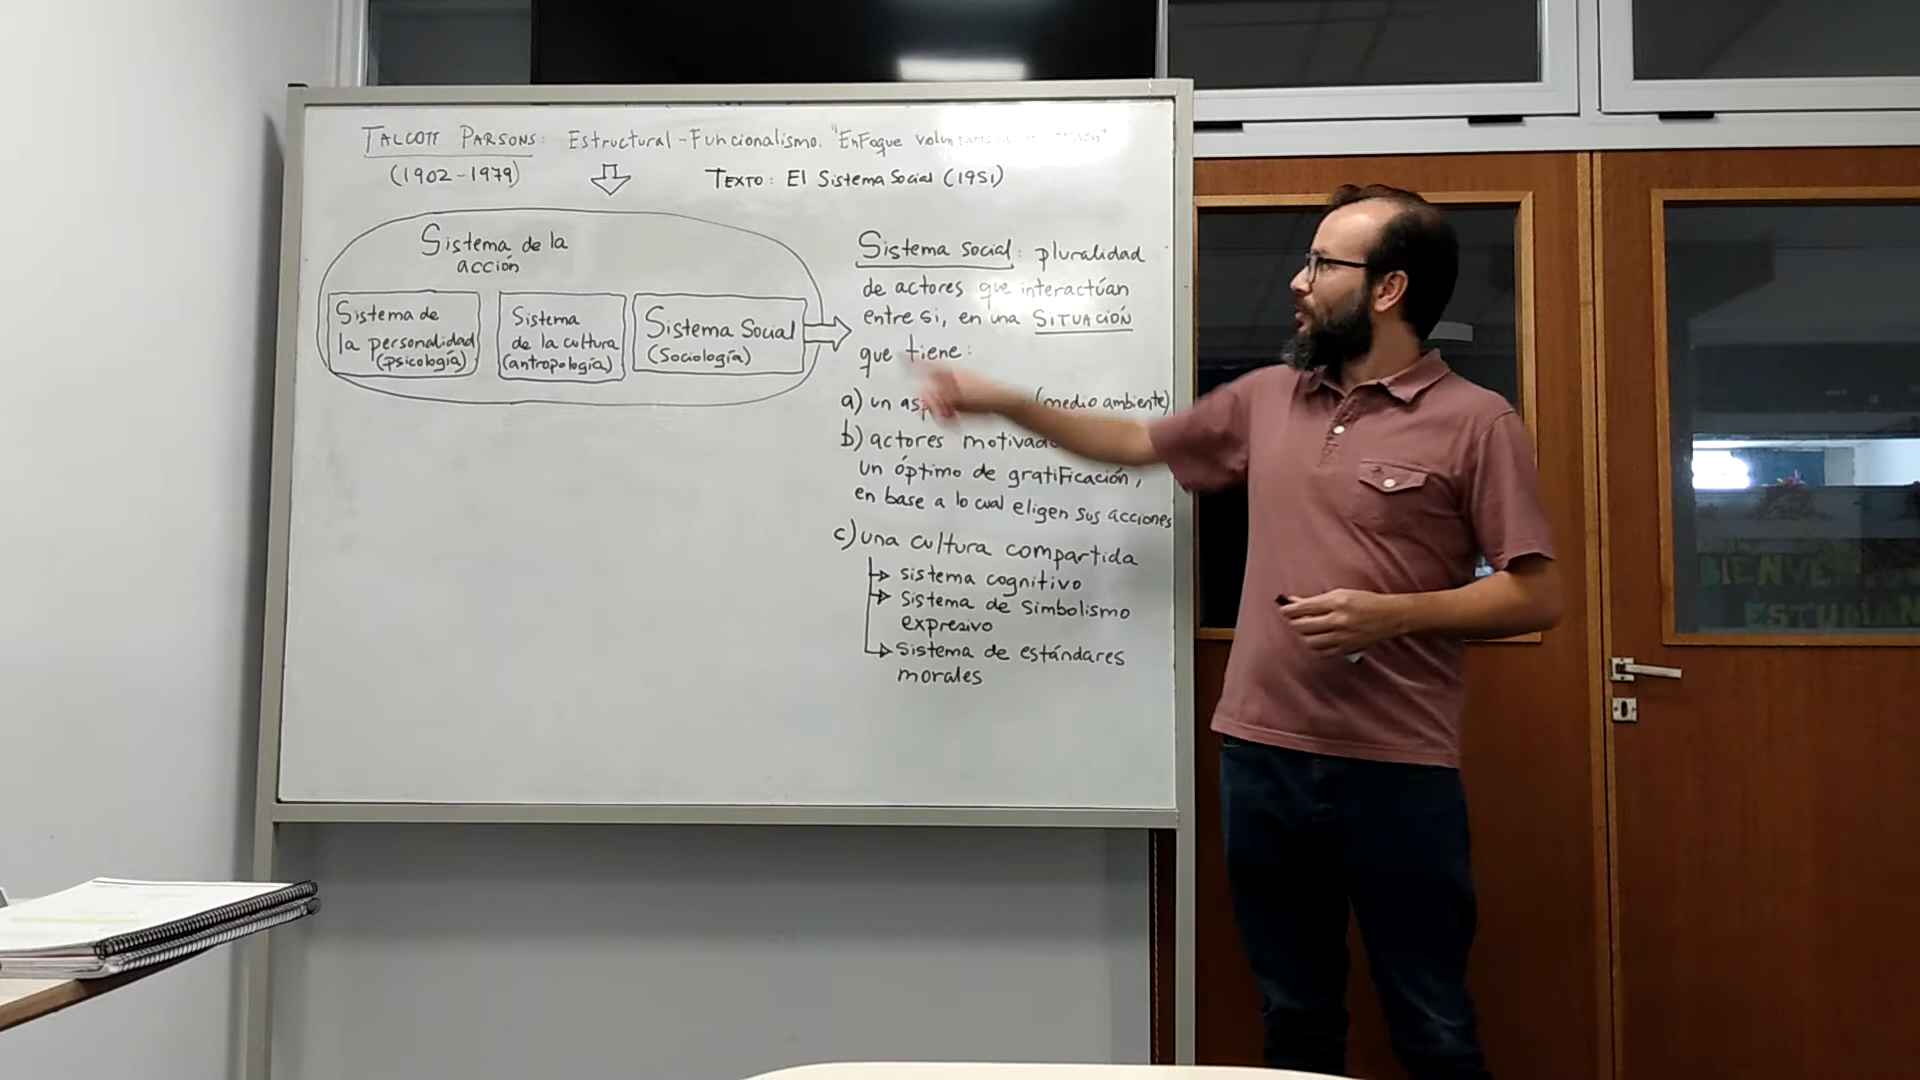 TALCOTT PARSONS: Estructural-Funcionalismo. "Enfoque
(1902-1979)
TEXTO: El Sistema Social (1951)
Sistema de la
acción
Sistema de
la personalidad
(psicología)
Sistema
de la cultura
(antropología)
Sistema Social
(Sociología)
Sistema social: pluralidad
de actores que interactúan
entre si, en una SITUACIÓN
que tiene:
a) un (medio ambiente)
b) actores
un óptimo de gratificación,
en base a lo cual eligen sus acciones
c) una cultura compartida
sistema cognitivo
sistema de simbolismo
expresivo
sistema de estándares
morales